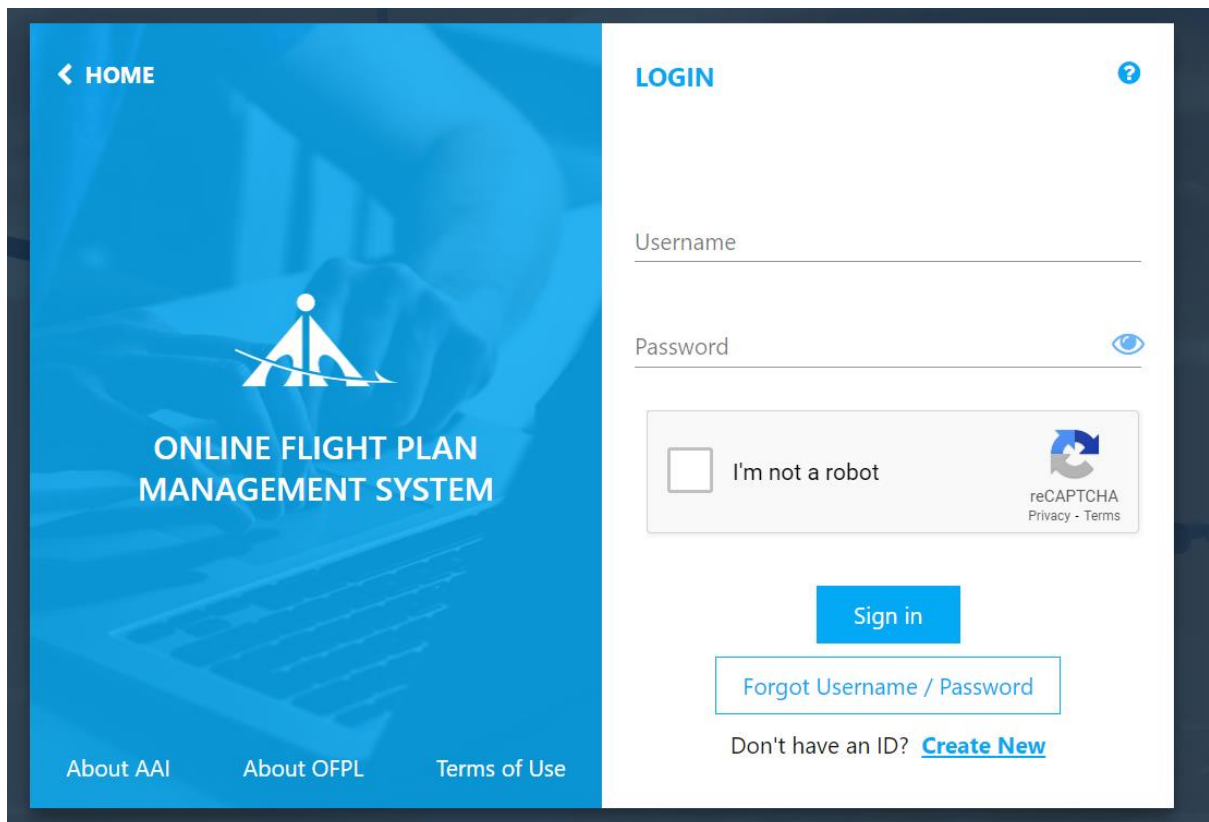 HOME
ONLINE FLIGHT PLAN
MANAGEMENT SYSTEM
About AAI About OFPL Terms of Use
LOGIN
Username
Password
I'm not a robot
reCAPTCHA
Privacy - Terms
Sign in
Forgot Username / Password
Don't have an ID? Create New